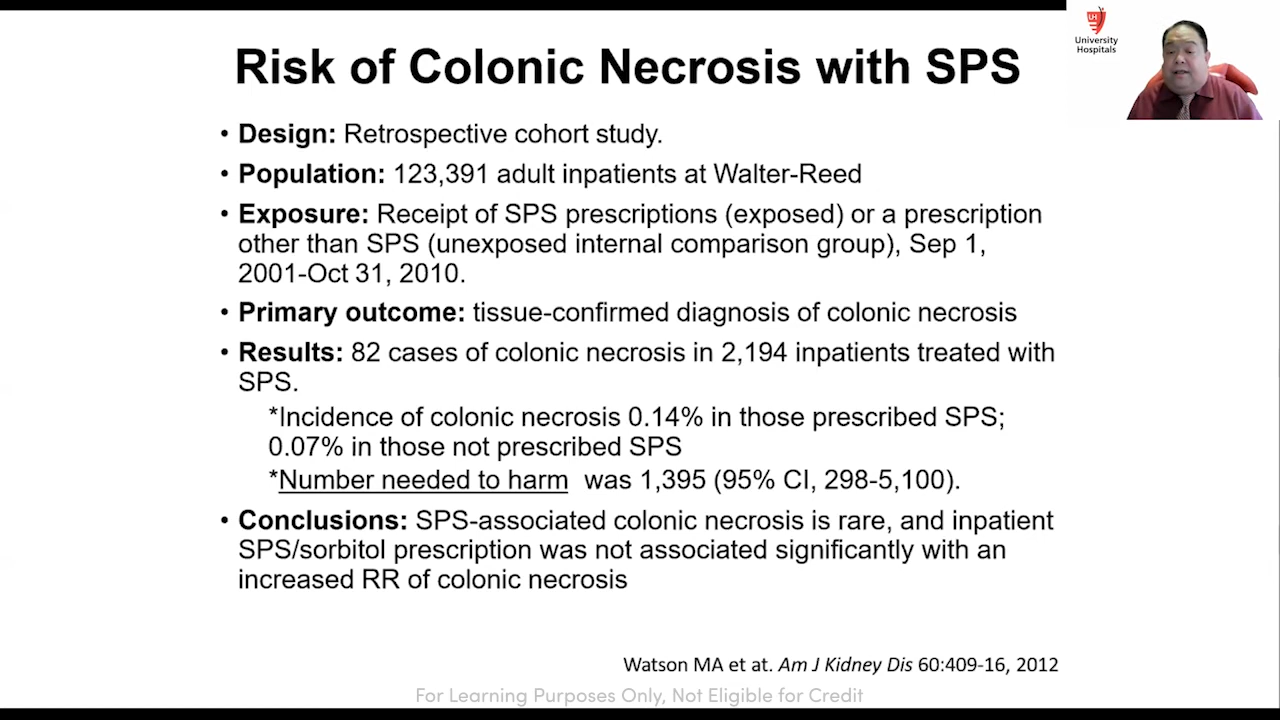 UH
University
Hospitals
Risk of Colonic Necrosis with SPS
• Design: Retrospective cohort study.
• Population: 123,391 adult inpatients at Walter-Reed
• Exposure: Receipt of SPS prescriptions (exposed) or a prescription
other than SPS (unexposed internal comparison group), Sep 1,
2001-Oct 31, 2010.
• Primary outcome: tissue-confirmed diagnosis of colonic necrosis
• Results: 82 cases of colonic necrosis in 2,194 inpatients treated with
SPS.
*Incidence of colonic necrosis 0.14% in those prescribed SPS;
0.07% in those not prescribed SPS
*Number needed to harm was 1,395 (95% CI, 298-5,100).
• Conclusions: SPS-associated colonic necrosis is rare, and inpatient
SPS/sorbitol prescription was not associated significantly with an
increased RR of colonic necrosis
Watson MA et at. Am J Kidney Dis 60:409-16, 2012
For Learning Purposes Only, Not Eligible for Credit